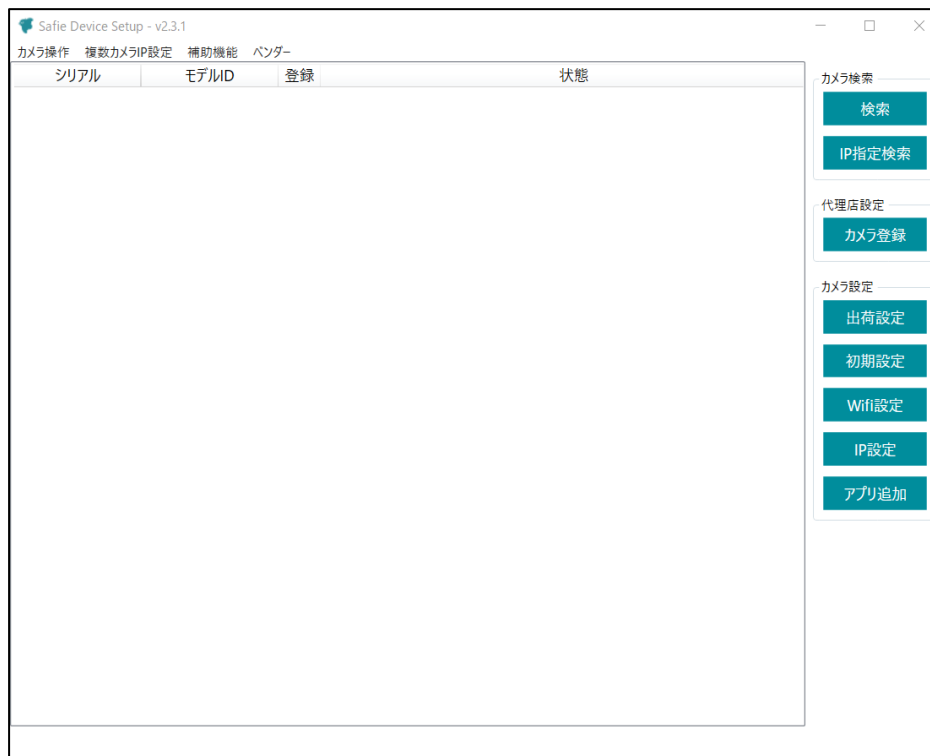 Safie Device Setup - v2.3.1
カメラ操作 複数カメラIP設定 補助機能 ベンダー
シリアル モデルID 登録 状態
カメラ検索
検索
IP指定検索
代理店設定
カメラ登録
カメラ設定
出荷設定
初期設定
Wifi設定
IP設定
アプリ追加